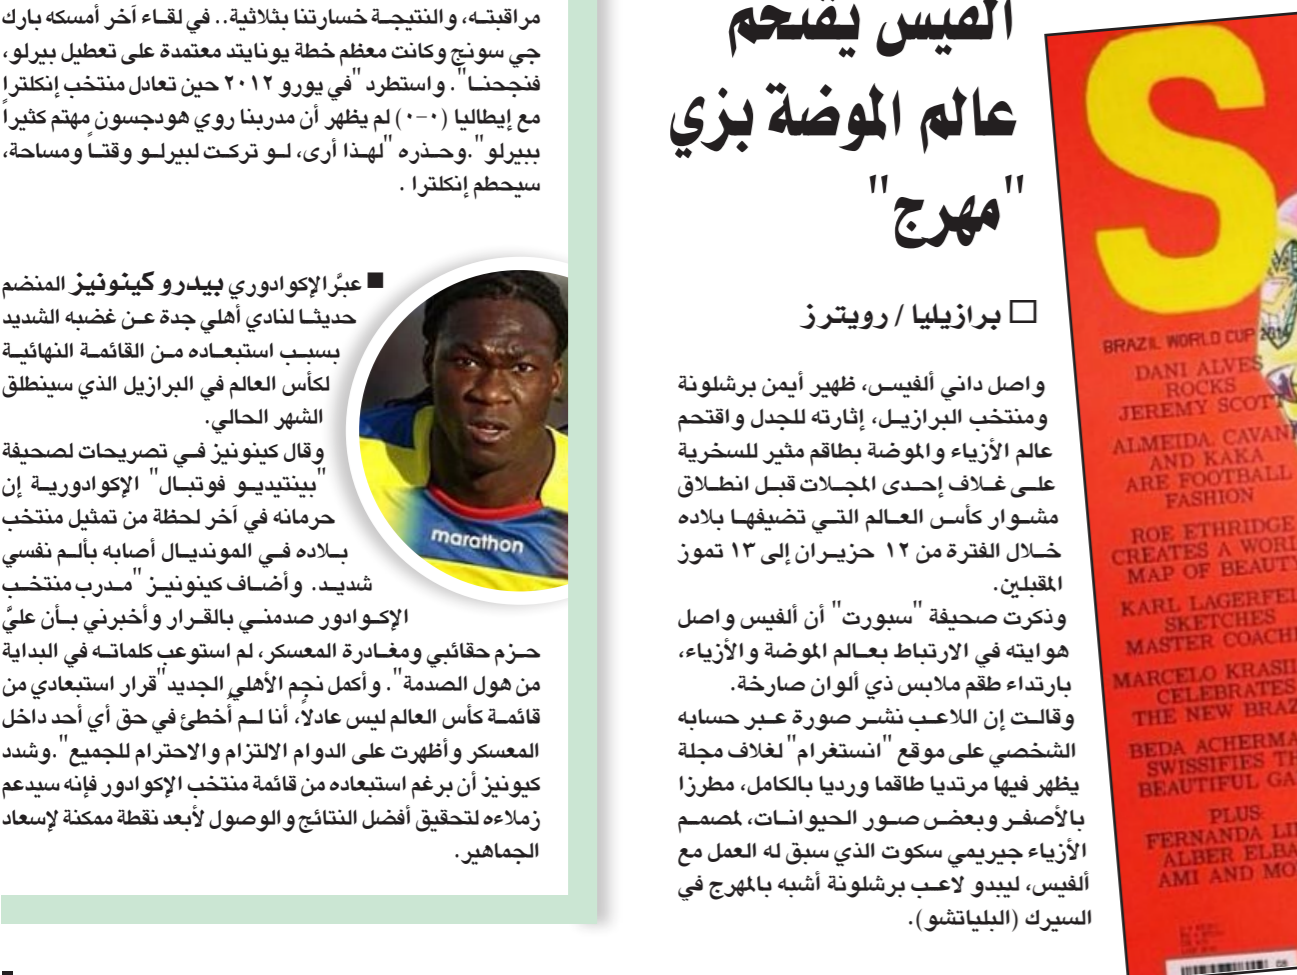 ألفيس يقتحم
عالم الموضة بزي
"مهرج"
□ برازيليا / رويترز
واصل داني ألفيس، ظهير أيمن برشلونة
ومنتخب البرازيل، إثارته للجدل واقتحم
عالم الأزياء والموضة بطاقم مثير للسخرية
على غلاف إحدى المجلات قبل انطلاق
مشوار كأس العالم التي تضيفها بلاده
خلال الفترة من ١٢ حزيران إلى ١٣ تموز
المقبلين.
وذكرت صحيفة "سبورت" أن ألفيس واصل
هوايته في الارتباط بعالم الموضة والأزياء،
بارتداء طقم ملابس ذي ألوان صارخة.
وقالت إن اللاعب نشر صورة عبر حسابه
الشخصي على موقع "انستغرام" لغلاف مجلة
يظهر فيها مرتديا طاقما ورديا بالكامل، مطرزا
بالأصفر وبعض صور الحيوانات، لمصمم
الأزياء جيريمي سكوت الذي سبق له العمل مع
ألفيس، ليبدو لاعب برشلونة أشبه بالمهرج في
السيرك (البلياتشو).
S
BRAZIL WORLD CUP 2014
DANI ALVES
ROCKS
JEREMY SCOTT
ALMEIDA, CAVANI
AND KAKA
ARE FOOTBALL
FASHION
ROE ETHRIDGE
CREATES A WORL
MAP OF BEAUTY
KARL LAGERFEL
SKETCHES
MASTER COACH
MARCELO KRASIL
CELEBRATES
THE NEW BRAZ
BEDA ACHERMA
SWISSIFIES TH
BEAUTIFUL GA
PLUS:
FERNANDA LI
ALBER ELBA
AMI AND MO
مراقبته، والنتيجة خسارتنا بثلاثية.. في لقاء آخر أمسكه بارك
جي سونج وكانت معظم خطة يونايتد معتمدة على تعطيل بيرلو،
فنجحنا". واستطرد "في يورو ٢٠١٢ حين تعادل منتخب إنكلترا
مع إيطاليا (٠-٠) لم يظهر أن مدربنا روي هودجسون مهتم كثيراً
ببيرلو".وحذره "لهذا أرى، لو تركت لبيرلو وقتاً ومساحة،
سيحطم إنكلترا .
■ عبَّر الإكوادوري بيدرو كينونيز المنضم
حديثا لنادي أهلي جدة عن غضبه الشديد
بسبب استبعاده من القائمة النهائية
لكأس العالم في البرازيل الذي سينطلق
الشهر الحالي.
وقال كينونيز في تصريحات لصحيفة
"بينتيديو فوتبال" الإكوادورية إن
حرمانه في آخر لحظة من تمثيل منتخب
بلاده في المونديال أصابه بألم نفسي
شديد. وأضاف كينونيز "مدرب منتخب
الإكوادور صدمني بالقرار وأخبرني بأن عليَّ
حزم حقائبي ومغادرة المعسكر، لم استوعب كلماته في البداية
من هول الصدمة". وأكمل نجم الأهلي الجديد"قرار استبعادي من
قائمة كأس العالم ليس عادلاً، أنا لم أخطئ في حق أي أحد داخل
المعسكر وأظهرت على الدوام الالتزام والاحترام للجميع".وشدد
كيونيز أن برغم استبعاده من قائمة منتخب الإكوادور فإنه سيدعم
زملاءه لتحقيق أفضل النتائج والوصول لأبعد نقطة ممكنة لإسعاد
الجماهير.
marathon